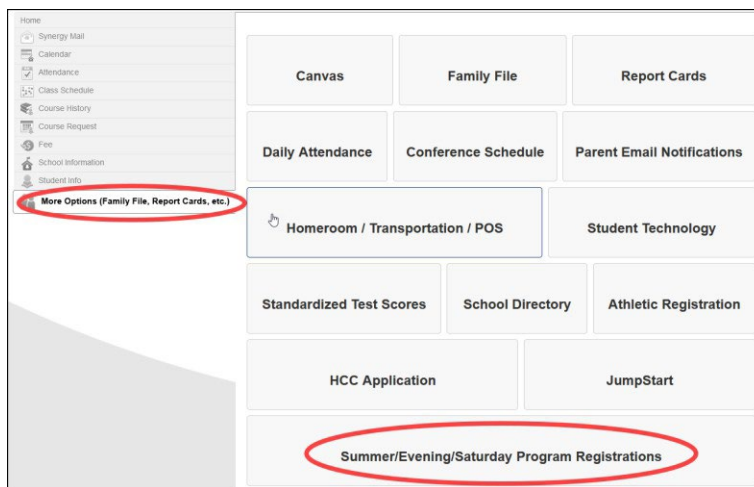 Home
Synergy Mail
Calendar
Attendance
Class Schedule
Course History
Course Request
Fee
School Information
Student Info
More Options (Family File, Report Cards, etc.)
Canvas
Family File
Report Cards
Daily Attendance
Conference Schedule
Parent Email Notifications
Homeroom / Transportation / POS
Student Technology
Standardized Test Scores
School Directory
Athletic Registration
HCC Application
JumpStart
Summer/Evening/Saturday Program Registrations